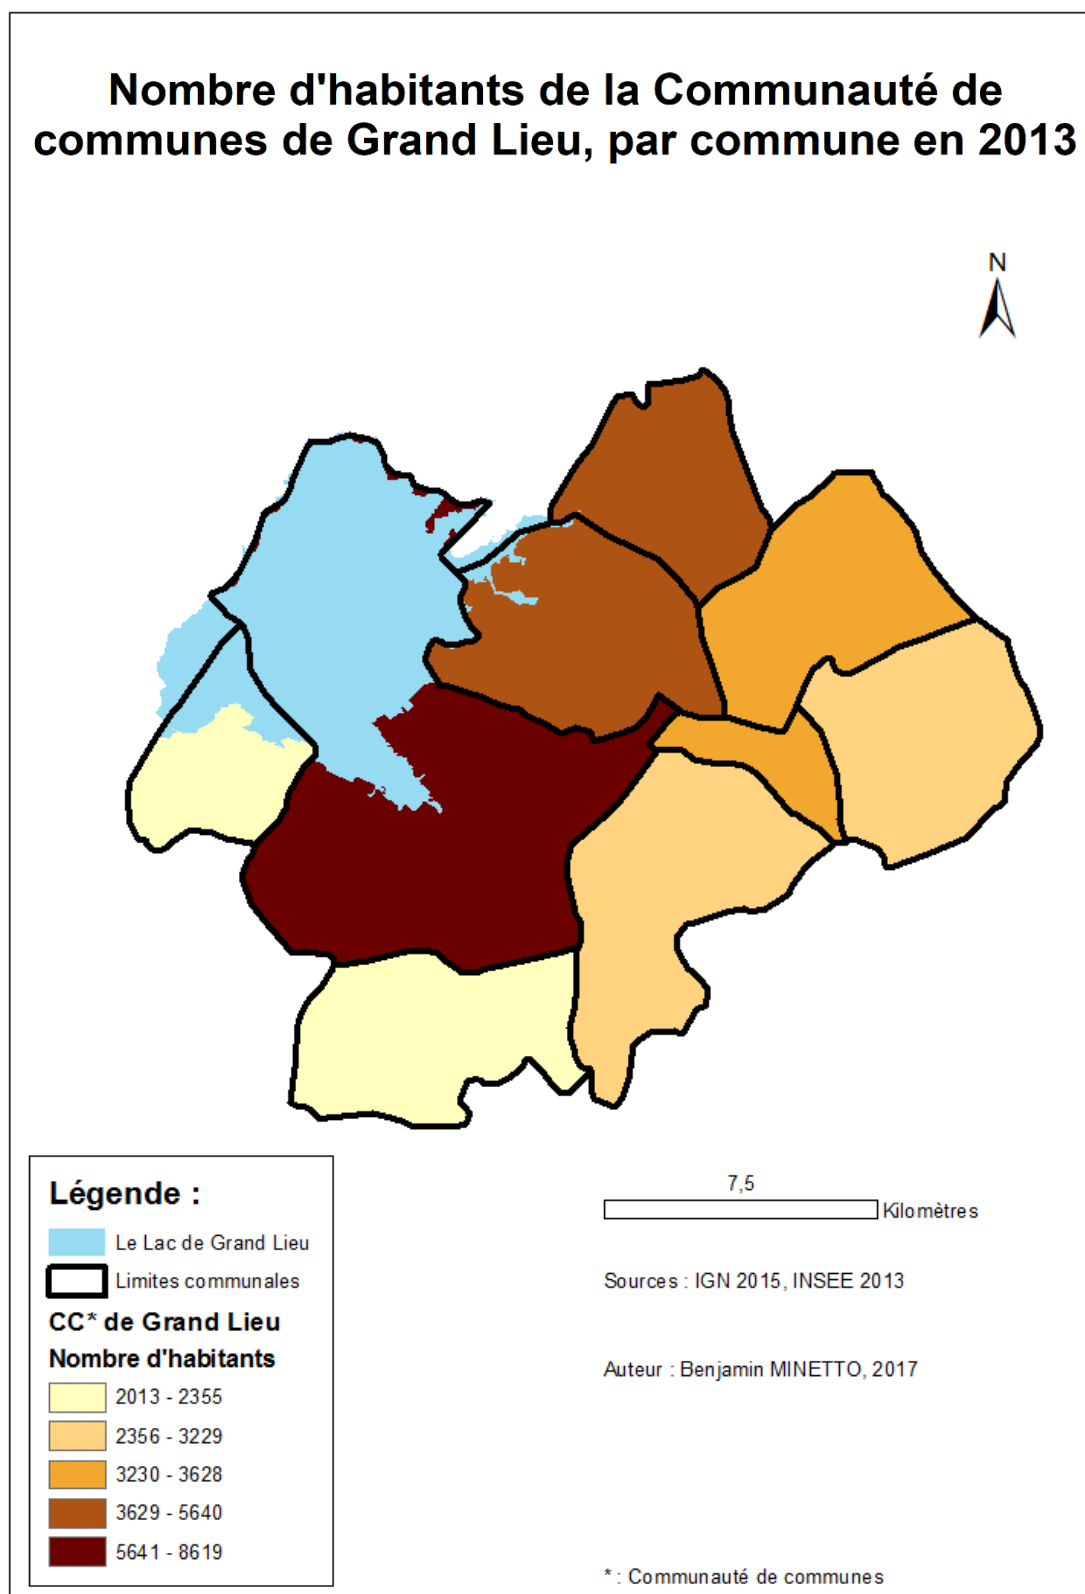 Nombre d'habitants de la Communauté de
communes de Grand Lieu, par commune en 2013
N
Légende :
Le Lac de Grand Lieu
Limites communales
CC* de Grand Lieu
Nombre d'habitants
2013 - 2355
2356 - 3229
3230 - 3628
3629 - 5640
5641 - 8619
7,5
Kilomètres
Sources : IGN 2015, INSEE 2013
Auteur : Benjamin MINETTO, 2017
* : Communauté de communes